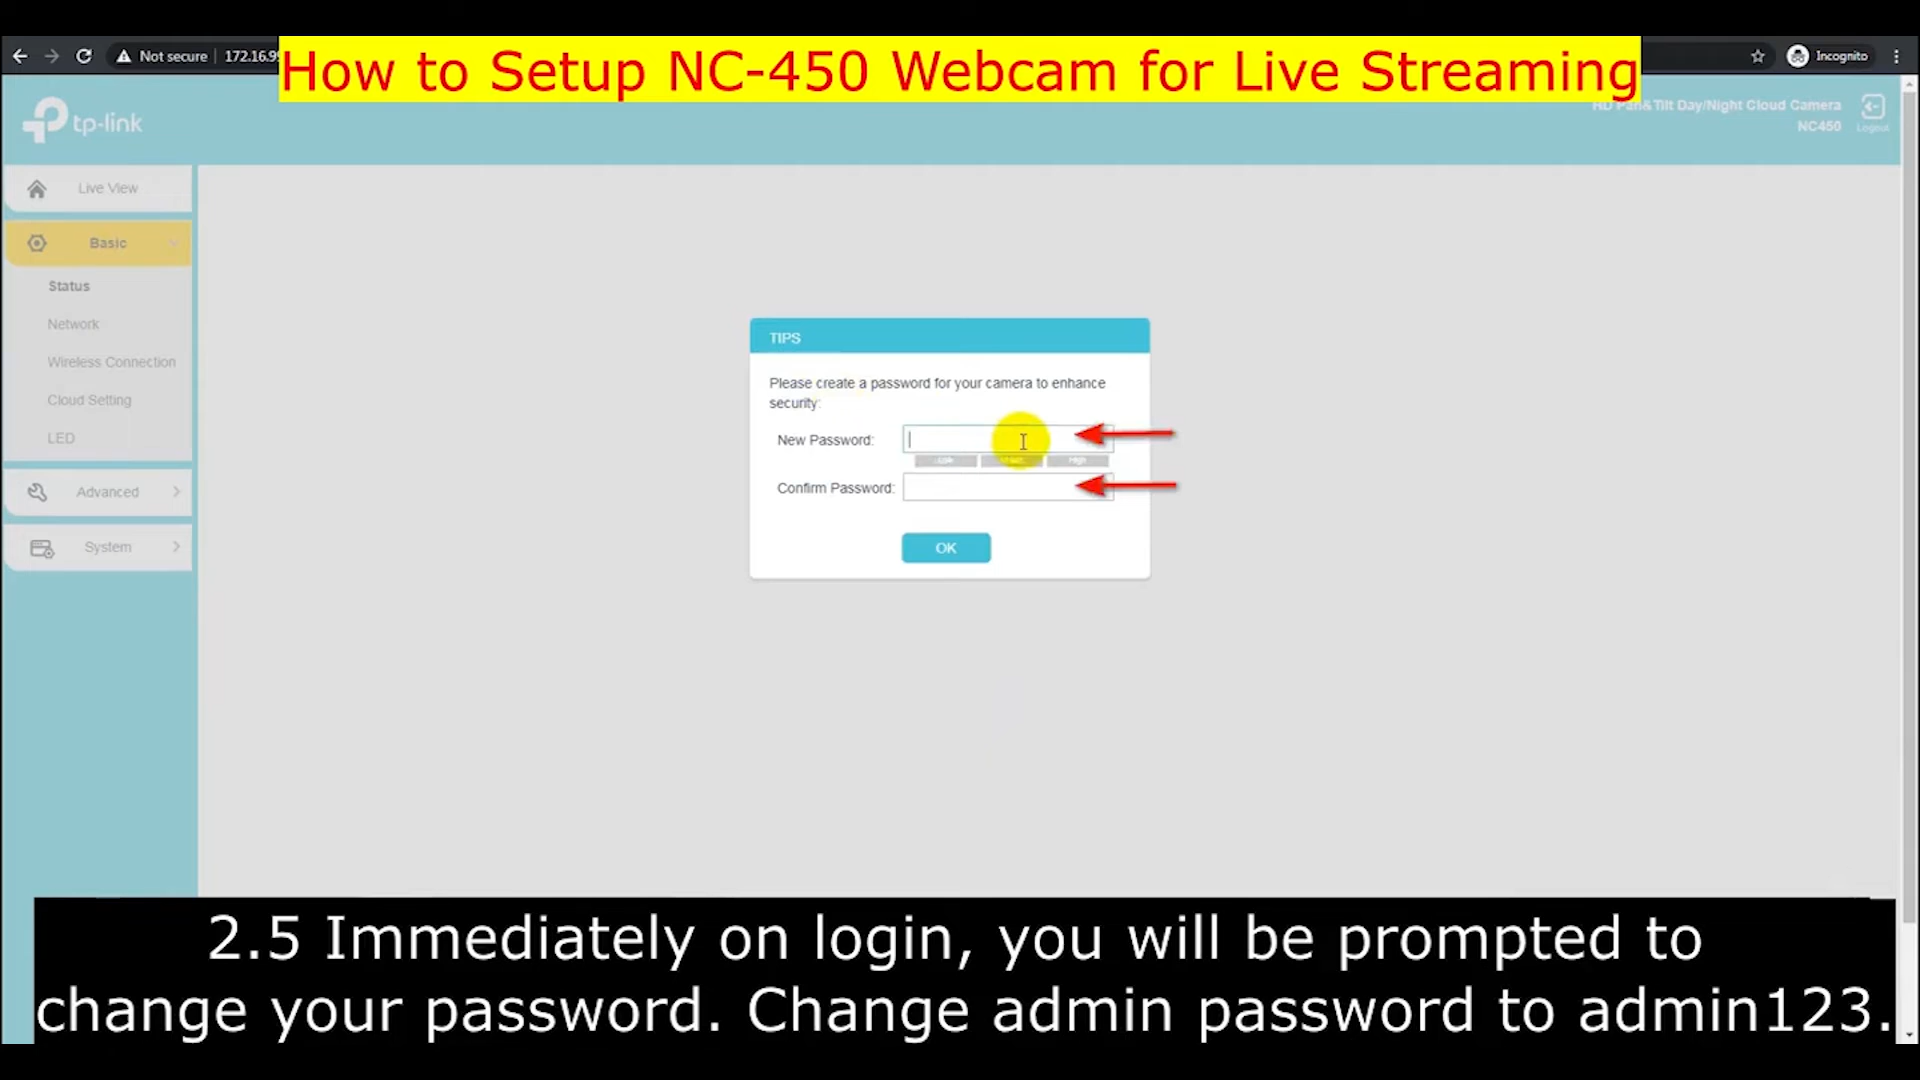 Not secure
172.16.9
Incognito
How to Setup NC-450 Webcam for Live Streaming
HD Pan&Tilt Day/Night Cloud Camera
NC450
Logout
tp-link
Live View
Basic
Status
Network
Wireless Connection
Cloud Setting
LED
Advanced
System
TIPS
Please create a password for your camera to enhance
security:
New Password:
High
Confirm Password:
OK
2.5 Immediately on login, you will be prompted to
change your password. Change admin password to admin123.